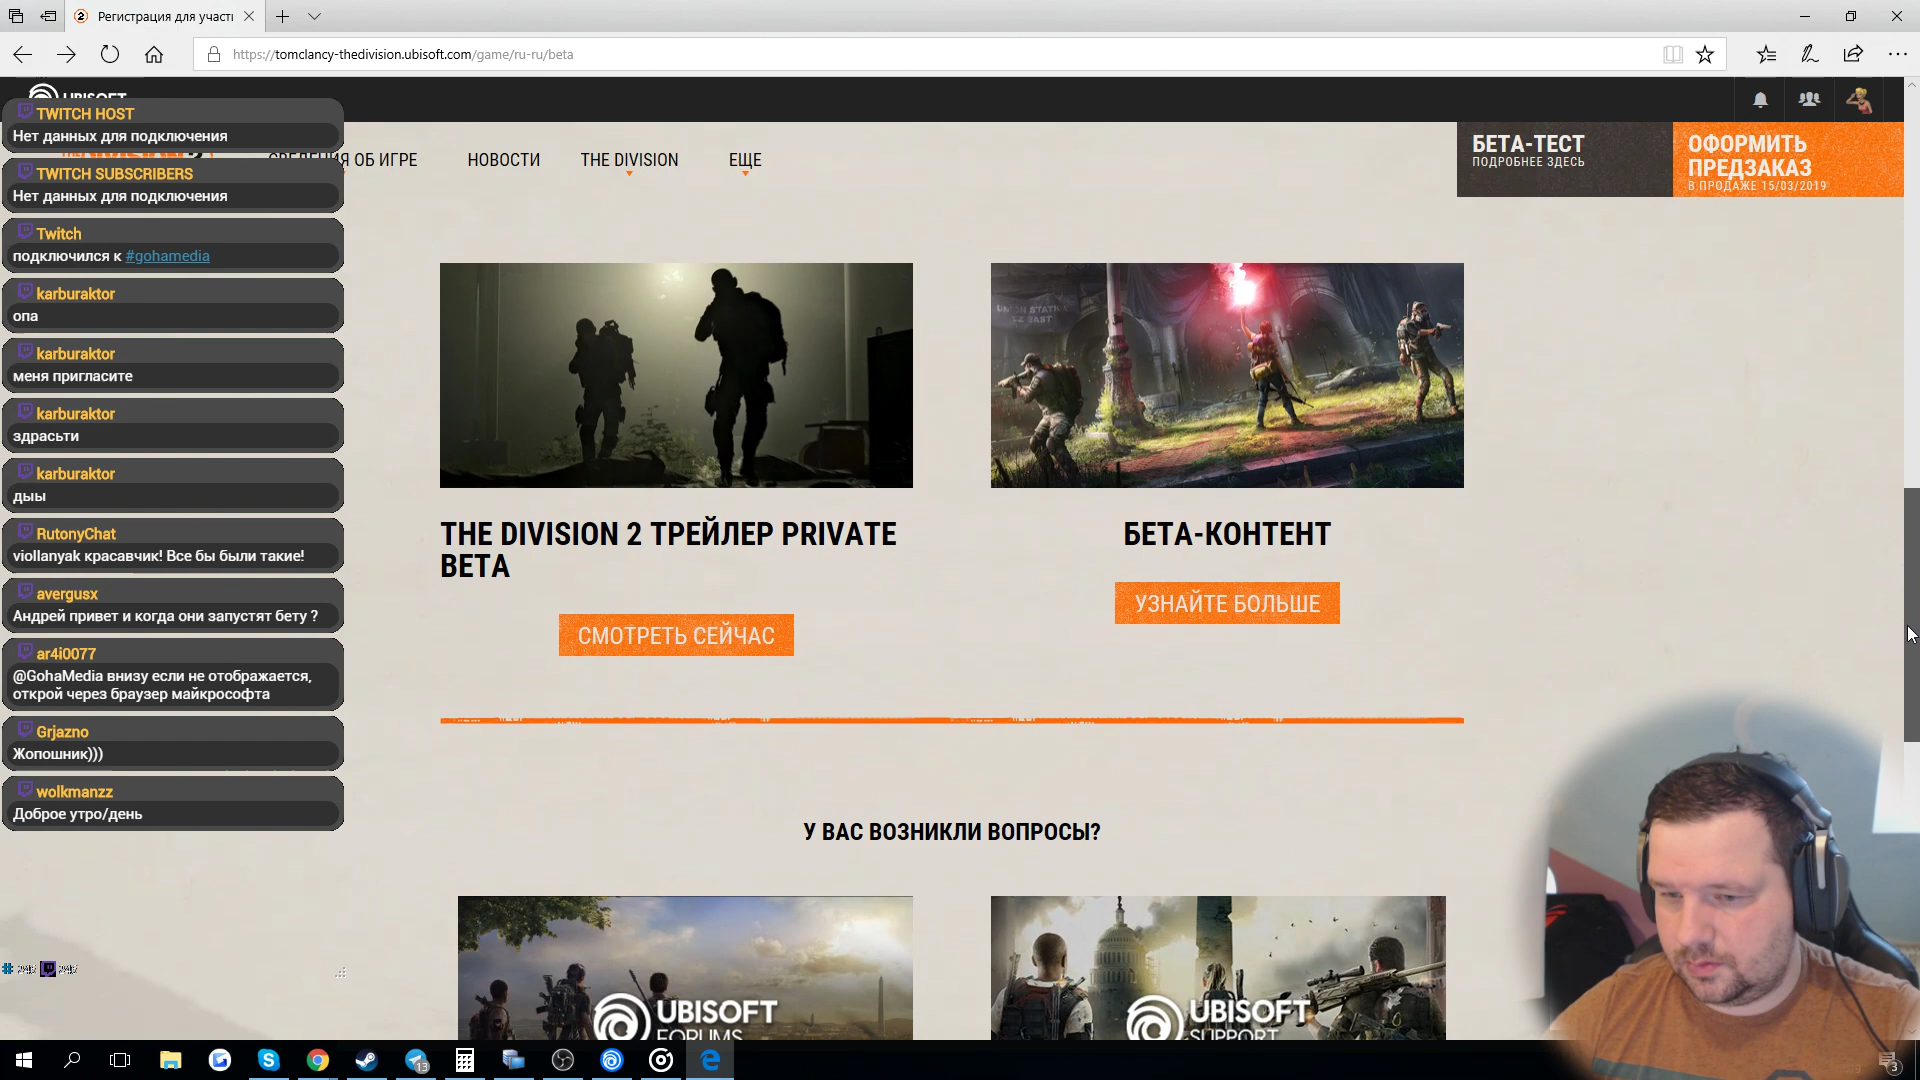 Регистрация для участі
https://tomclancy-thedivision.ubisoft.com/game/ru-ru/beta
TWITCH HOST
Нет данных для подключения
TWITCH SUBSCRIBERS
Нет данных для подключения
Twitch
подключился к #gohamedia
karburaktor
опа
karburaktor
меня пригласите
karburaktor
здрасьти
karburaktor
дыы
RutonyChat
viollanyak красавчик! Все бы были такие!
avergusx
Андрей привет и когда они запустят бету ?
ar4i0077
@GohaMedia внизу если не отображается,
открой через браузер майкрософта
Grjazno
Жопошник)))
wolkmanzz
Доброе утро/день
СВЕДЕНИЯ ОБ ИГРЕ
НОВОСТИ
THE DIVISION
ЕЩЕ
БЕТА-ТЕСТ
ПОДРОБНЕЕ ЗДЕСЬ
ОФОРМИТЬ
ПРЕДЗАКАЗ
В ПРОДАЖЕ 15/03/2019
THE DIVISION 2 ТРЕЙЛЕР PRIVATE
BETA
СМОТРЕТЬ СЕЙЧАС
БЕТА-КОНТЕНТ
УЗНАЙТЕ БОЛЬШЕ
У ВАС ВОЗНИКЛИ ВОПРОСЫ?
UBISOFT
FORUMS
UBISOFT
SUPPORT
13
3